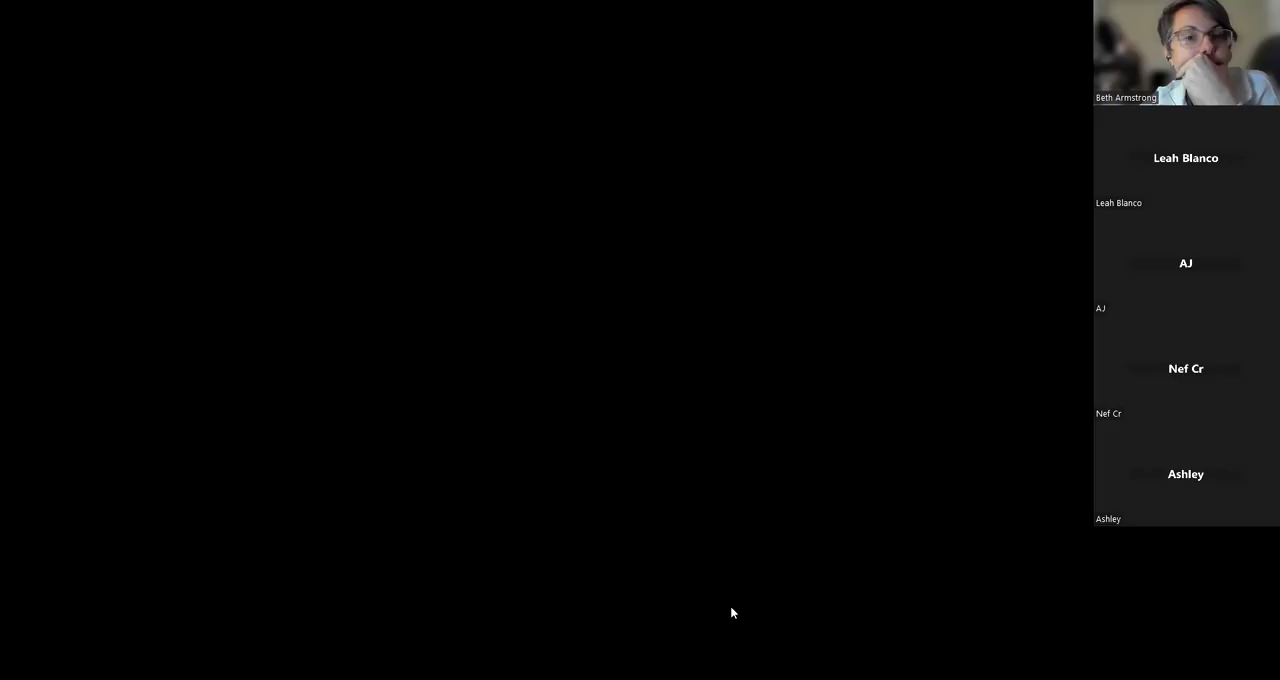 Beth Armstrong
Leah Blanco
Leah Blanco
AJ
AJ
Nef Cr
Nef Cr
Ashley
Ashley